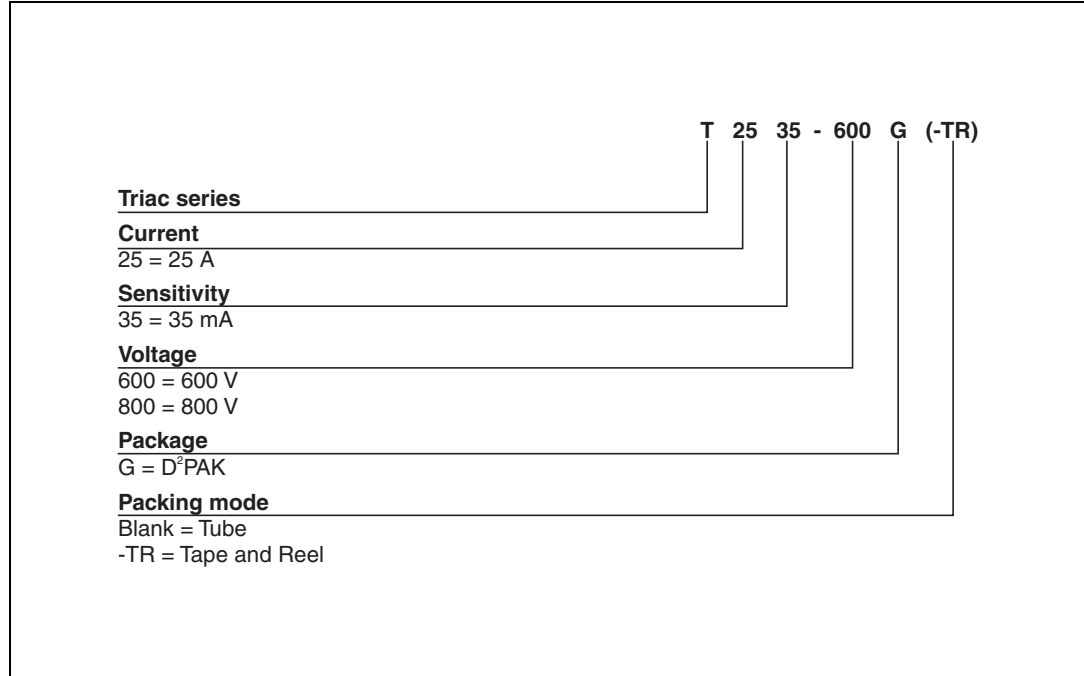 T 25 35 - 600 G (-TR)
Triac series
Current
25 = 25 A
Sensitivity
35 = 35 mA
Voltage
600 = 600 V
800 = 800 V
Package
G = D²PAK
Packing mode
Blank = Tube
-TR = Tape and Reel